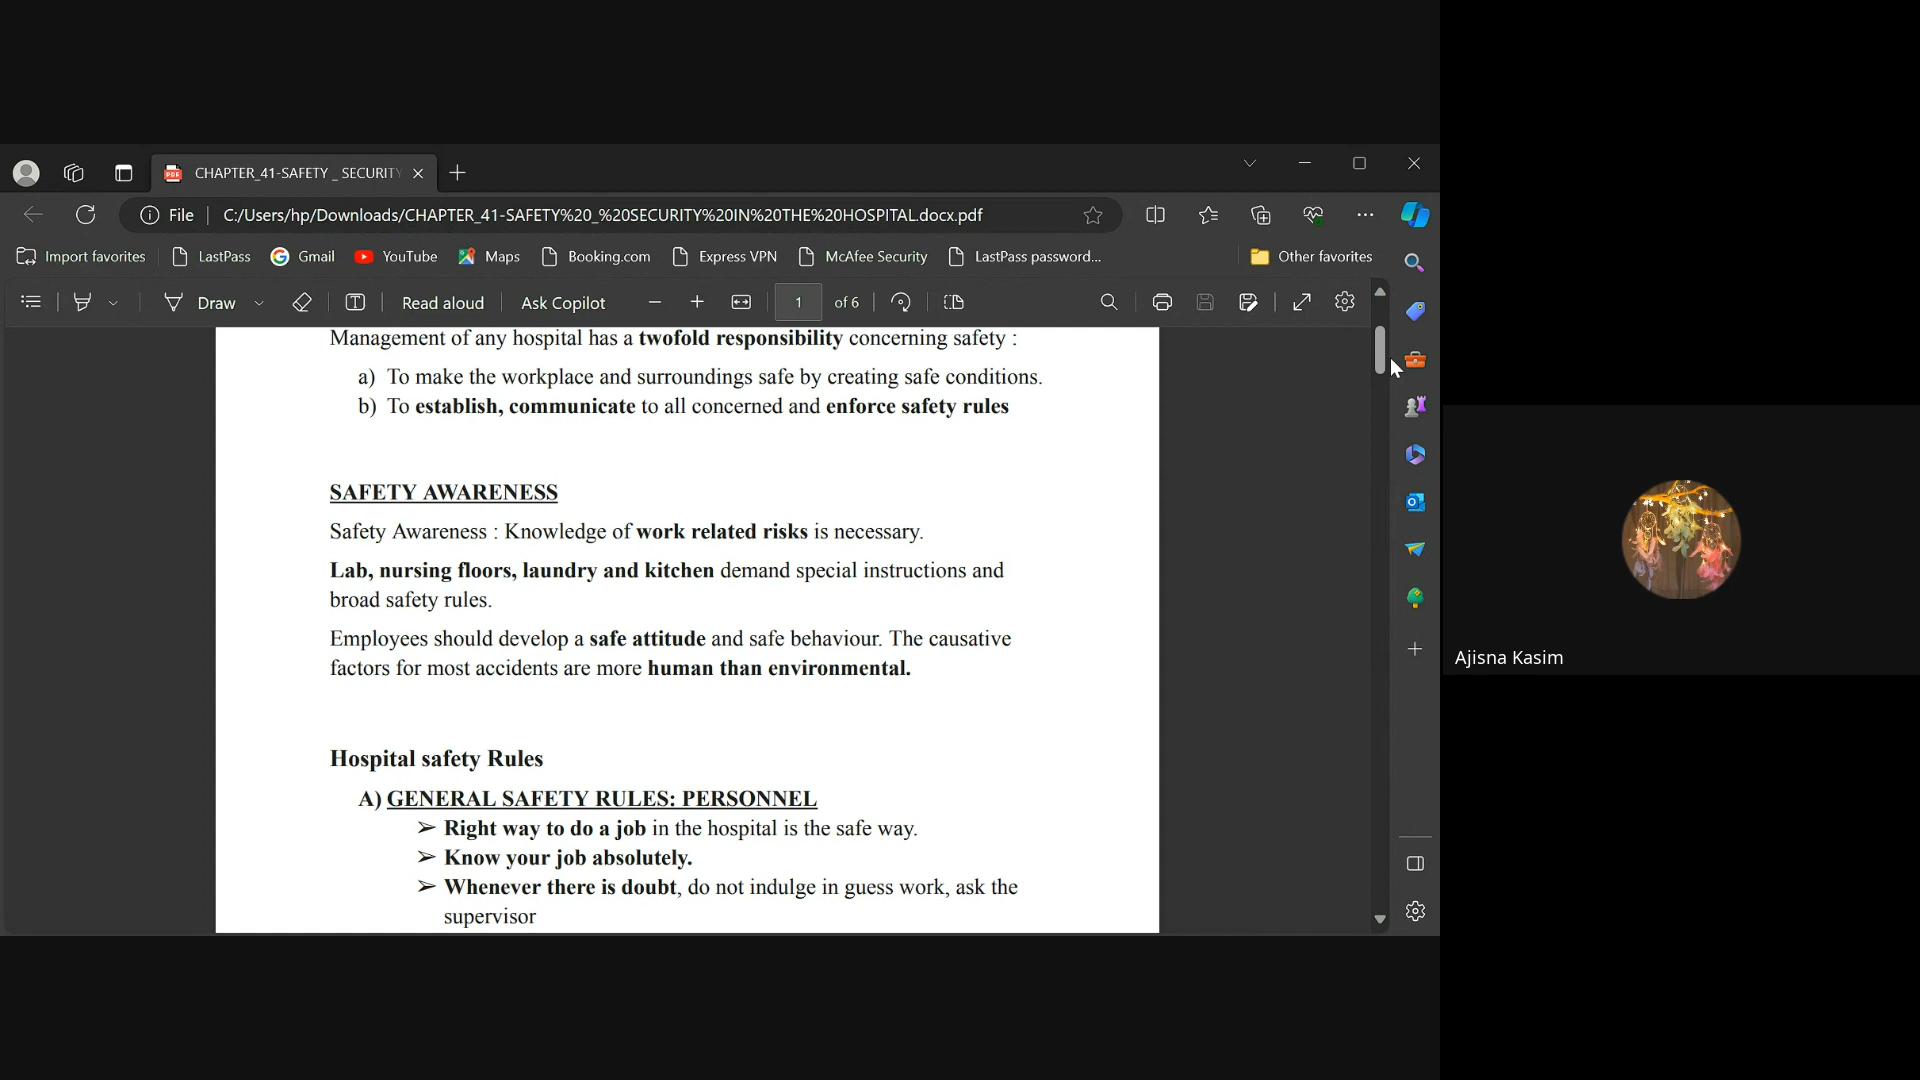 CHAPTER_41-SAFETY _ SECURITY
File
C:/Users/hp/Downloads/CHAPTER_41-SAFETY%20_%20SECURITY%20IN%20THE%20HOSPITAL.docx.pdf
Import favorites LastPass Gmail YouTube Maps Booking.com Express VPN McAfee Security LastPass password... Other favorites
Draw Read aloud Ask Copilot 1 of 6
Management of any hospital has a twofold responsibility concerning safety :
a) To make the workplace and surroundings safe by creating safe conditions.
b) To establish, communicate to all concerned and enforce safety rules
SAFETY AWARENESS
Safety Awareness : Knowledge of work related risks is necessary.
Lab, nursing floors, laundry and kitchen demand special instructions and
broad safety rules.
Employees should develop a safe attitude and safe behaviour. The causative
factors for most accidents are more human than environmental.
Hospital safety Rules
A) GENERAL SAFETY RULES: PERSONNEL
➢ Right way to do a job in the hospital is the safe way.
➢ Know your job absolutely.
➢ Whenever there is doubt, do not indulge in guess work, ask the
supervisor
Ajisna Kasim